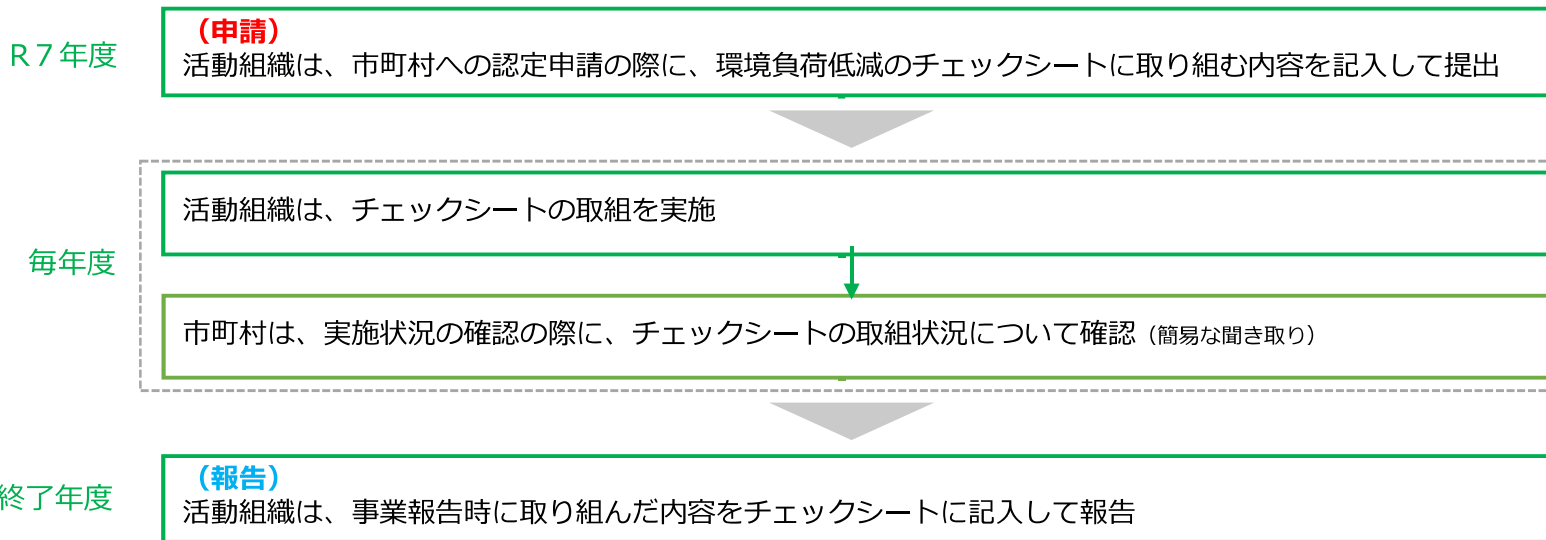 R７年度
（申請）
活動組織は、市町村への認定申請の際に、環境負荷低減のチェックシートに取り組む内容を記入して提出
毎年度
活動組織は、チェックシートの取組を実施
市町村は、実施状況の確認の際に、チェックシートの取組状況について確認（簡易な聞き取り）
終了年度
（報告）
活動組織は、事業報告時に取り組んだ内容をチェックシートに記入して報告